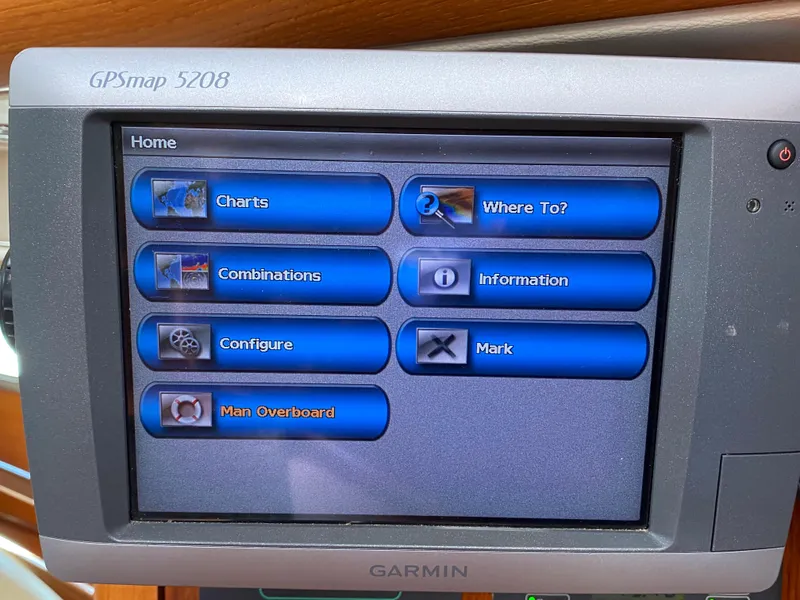 GPSmap 5208
Home
Charts
Where To?
Combinations
Information
Configure
Mark
Man Overboard
GARMIN